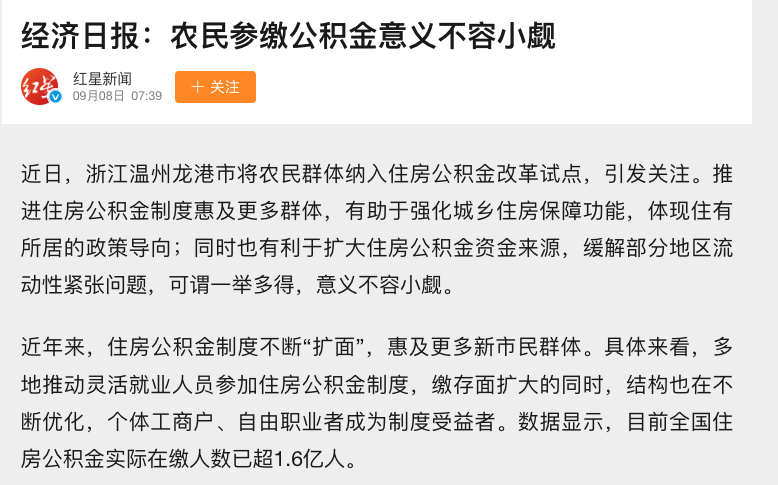 经济日报：农民参缴公积金意义不容小觑
红星
红星新闻
09月08日 07:39
＋ 关注
近日，浙江温州龙港市将农民群体纳入住房公积金改革试点，引发关注。推
进住房公积金制度惠及更多群体，有助于强化城乡住房保障功能，体现住有
所居的政策导向；同时也有利于扩大住房公积金资金来源，缓解部分地区流
动性紧张问题，可谓一举多得，意义不容小觑。
近年来，住房公积金制度不断“扩面”，惠及更多新市民群体。具体来看，多
地推动灵活就业人员参加住房公积金制度，缴存面扩大的同时，结构也在不
断优化，个体工商户、自由职业者成为制度受益者。数据显示，目前全国住
房公积金实际在缴人数已超1.6亿人。